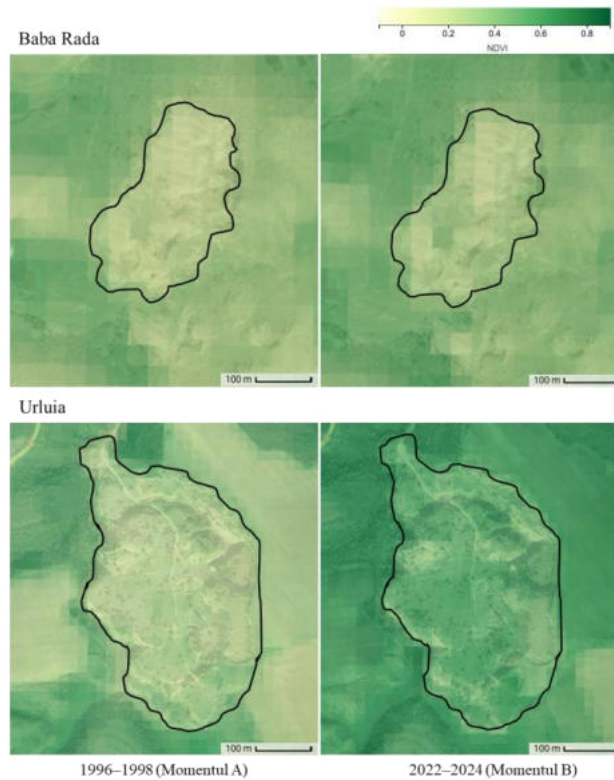 Baba Rada
0 0.2 0.4 0.6 0.8
NDVI
100 m
100 m
Urluia
100 m
100 m
1996–1998 (Momentul A)
2022–2024 (Momentul B)